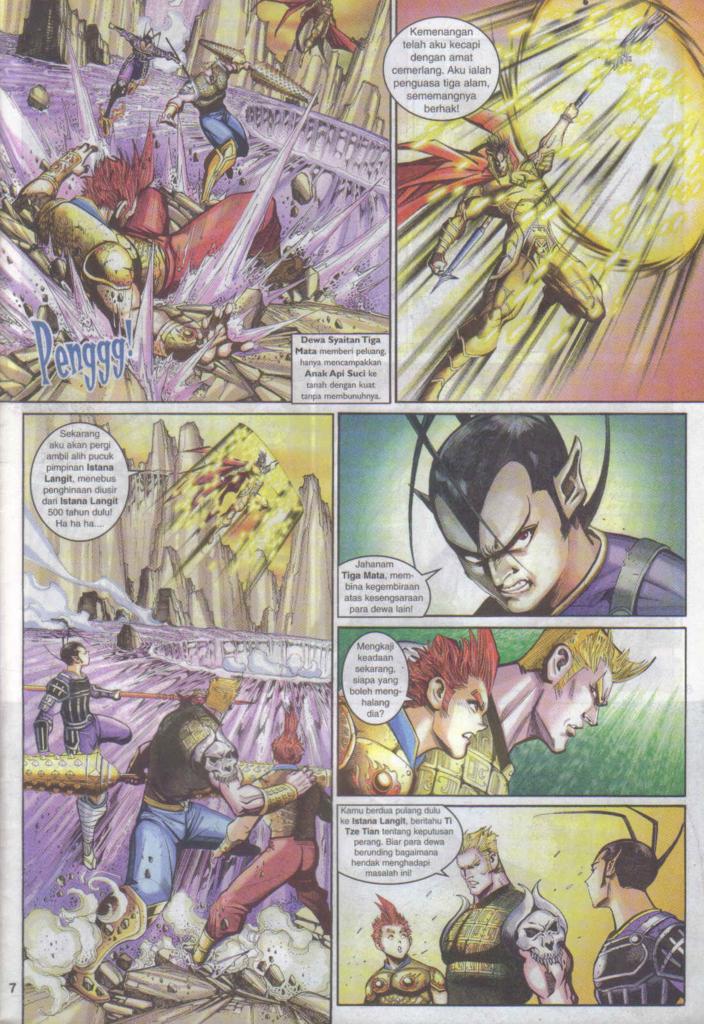 Penggg!
Dewa Syaitan Tiga
Mata memberi peluang,
hanya mencampakkan
Anak Api Suci ke
tanah dengan kuat
tanpa membunuhnya.
Kemenangan
telah aku kecapi
dengan amat
cemerlang. Aku ialah
penguasa tiga alam,
sememangnya
berhak!
Sekarang
aku akan pergi
ambil alih pucuk
pimpinan Istana
Langit, menebus
penghinaan diusir
dari Istana Langit
500 tahun dulu!
Ha ha ha....
Jahanam
Tiga Mata, mem-
bina kegembiraan
atas kesengsaraan
para dewa lain!
Mengkaji
keadaan
sekarang,
siapa yang
boleh meng-
halang
dia?
Kamu berdua pulang dulu
ke Istana Langit, beritahu Ti
Tze Tian tentang keputusan
perang. Biar para dewa
berunding bagaimana
hendak menghadapi
masalah ini!
7